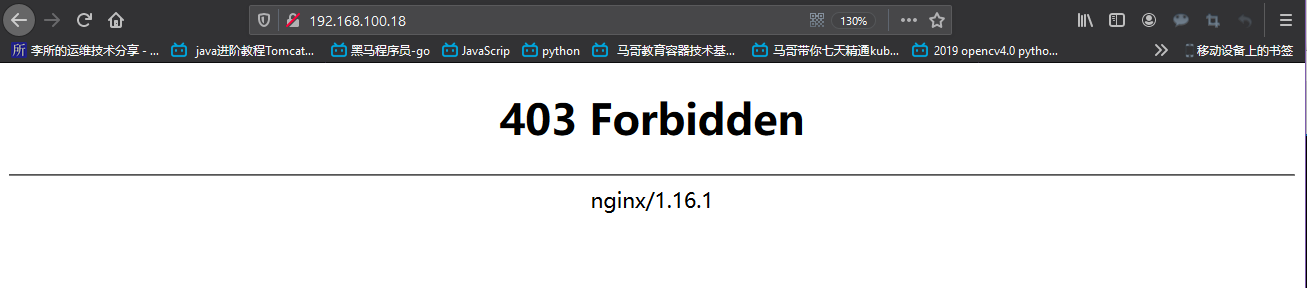 192.168.100.18
130%
李所的运维技术分享 - ...
java进阶教程Tomcat...
黑马程序员-go
JavaScrip
python
马哥教育容器技术基...
马哥带你七天精通kub...
2019 opencv4.0 pytho...
移动设备上的书签
403 Forbidden
nginx/1.16.1